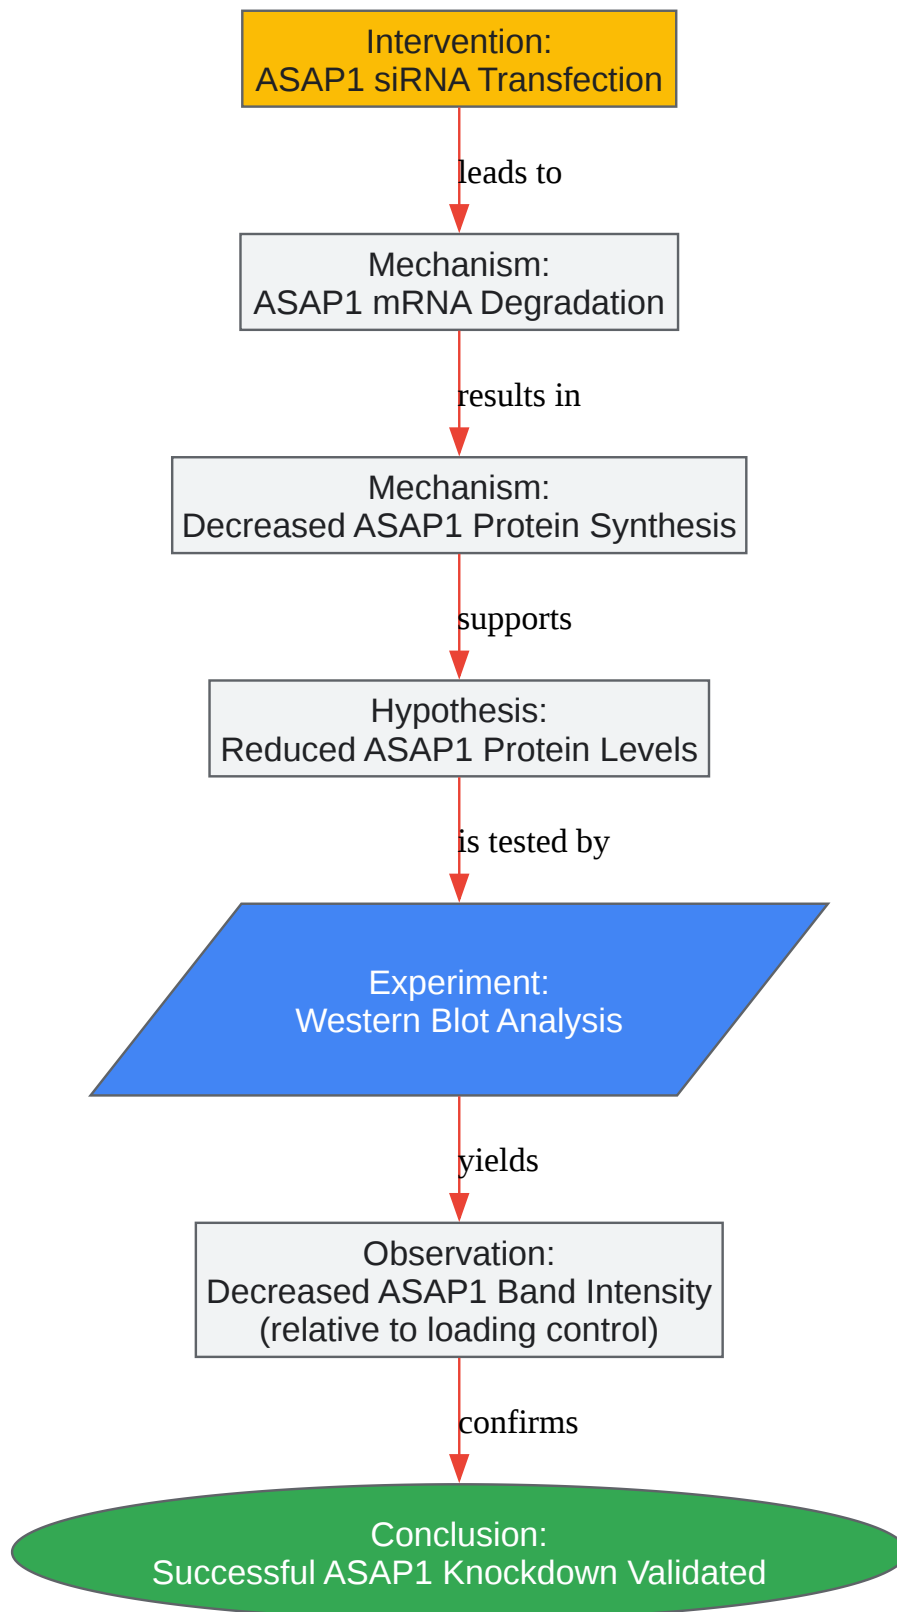 Intervention:
ASAP1 siRNA Transfection
leads to
Mechanism:
ASAP1 mRNA Degradation
results in
Mechanism:
Decreased ASAP1 Protein Synthesis
supports
Hypothesis:
Reduced ASAP1 Protein Levels
is tested by
Experiment:
Western Blot Analysis
yields
Observation:
Decreased ASAP1 Band Intensity
(relative to loading control)
confirms
Conclusion:
Successful ASAP1 Knockdown Validated